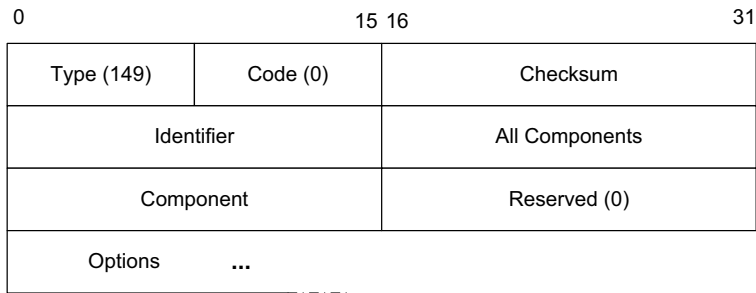 0 15 16 31
Type (149) Code (0) Checksum
Identifier All Components
Component Reserved (0)
Options ...